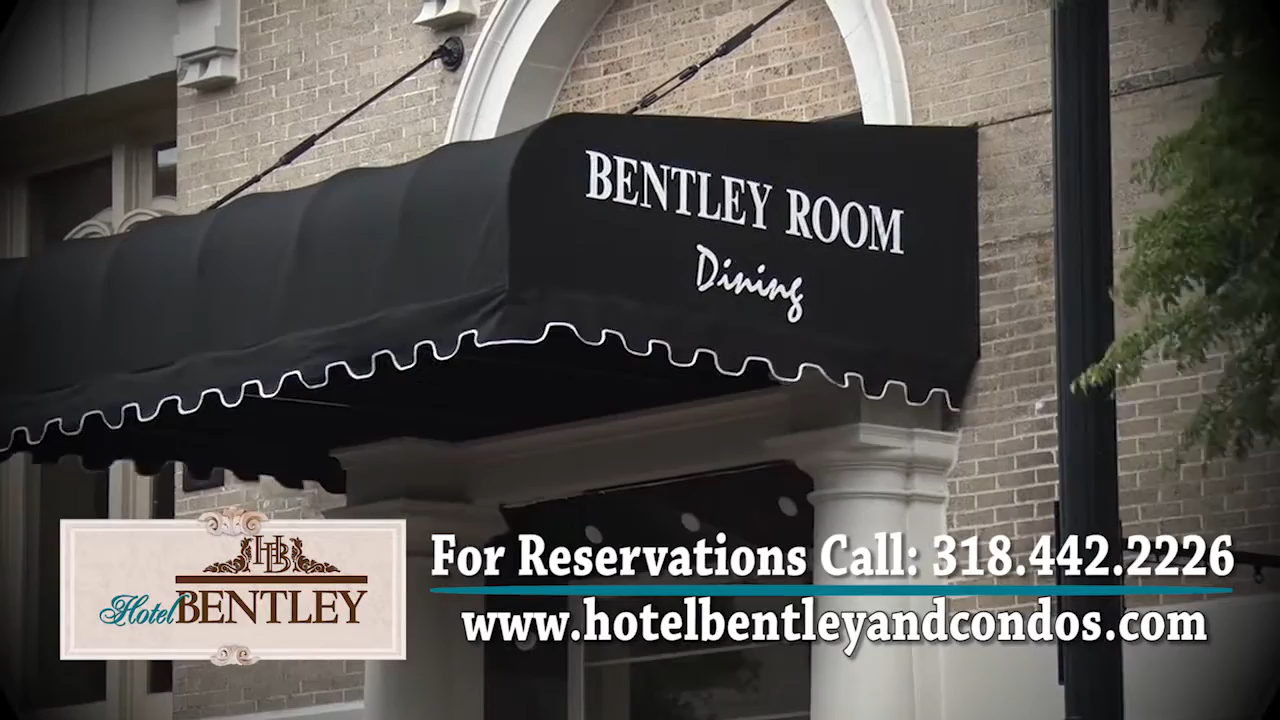 BENTLEY ROOM
Dining
HB
Hotel BENTLEY
For Reservations Call: 318.442.2226
www.hotelbentleyandcondos.com